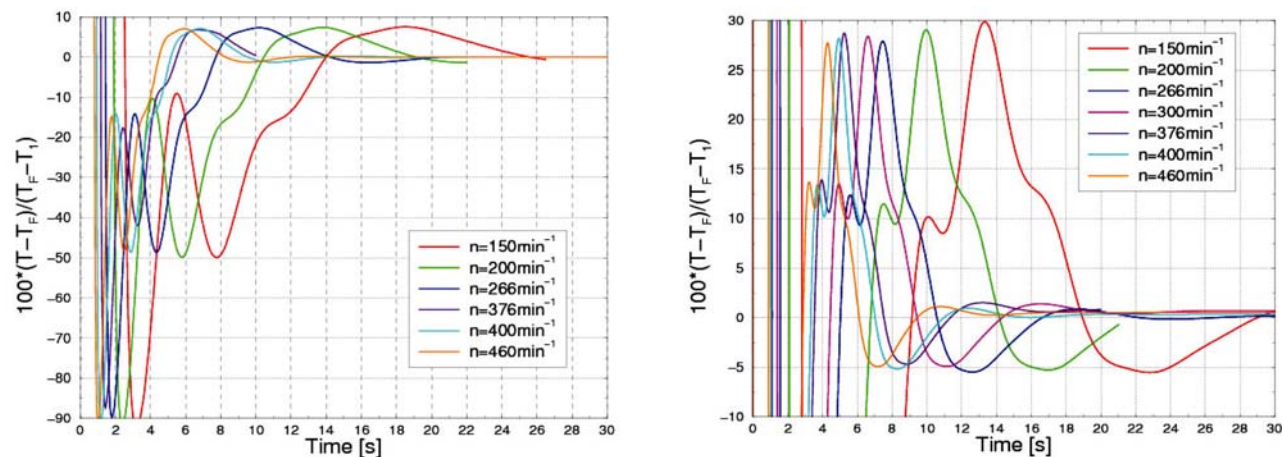 100*(T−T_F)/(T_F−T_1)
10
0
−10
−20
−30
−40
−50
−60
−70
−80
−90
0 2 4 6 8 10 12 14 16 18 20 22 24 26 28 30
Time [s]
n=150min⁻¹
n=200min⁻¹
n=266min⁻¹
n=376min⁻¹
n=400min⁻¹
n=460min⁻¹
100*(T−T_F)/(T_F−T_1)
30
25
20
15
10
5
0
−5
−10
0 2 4 6 8 10 12 14 16 18 20 22 24 26 28 30
Time [s]
n=150min⁻¹
n=200min⁻¹
n=266min⁻¹
n=300min⁻¹
n=376min⁻¹
n=400min⁻¹
n=460min⁻¹